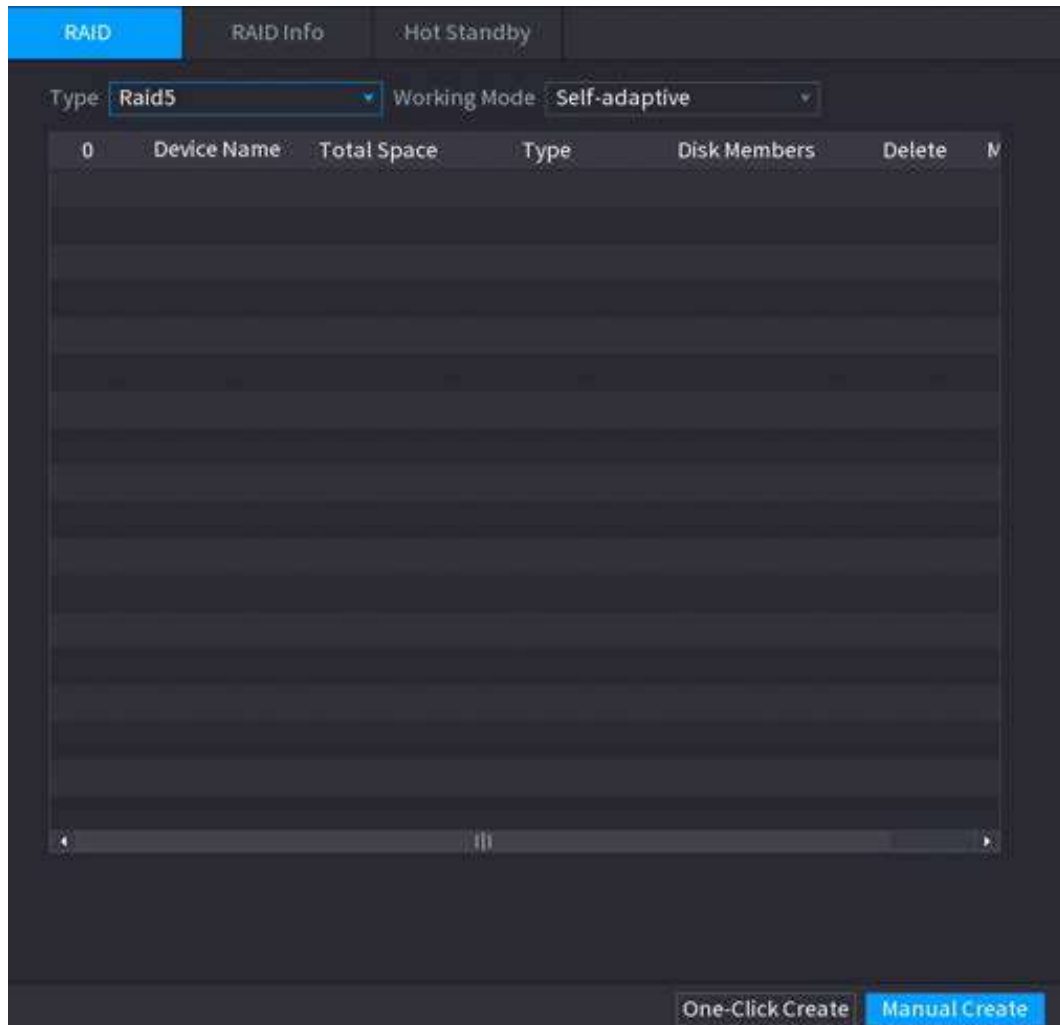 RAID RAID Info Hot Standby
Type Raid5 Working Mode Self-adaptive
0 Device Name Total Space Type Disk Members Delete
One-Click Create Manual Create